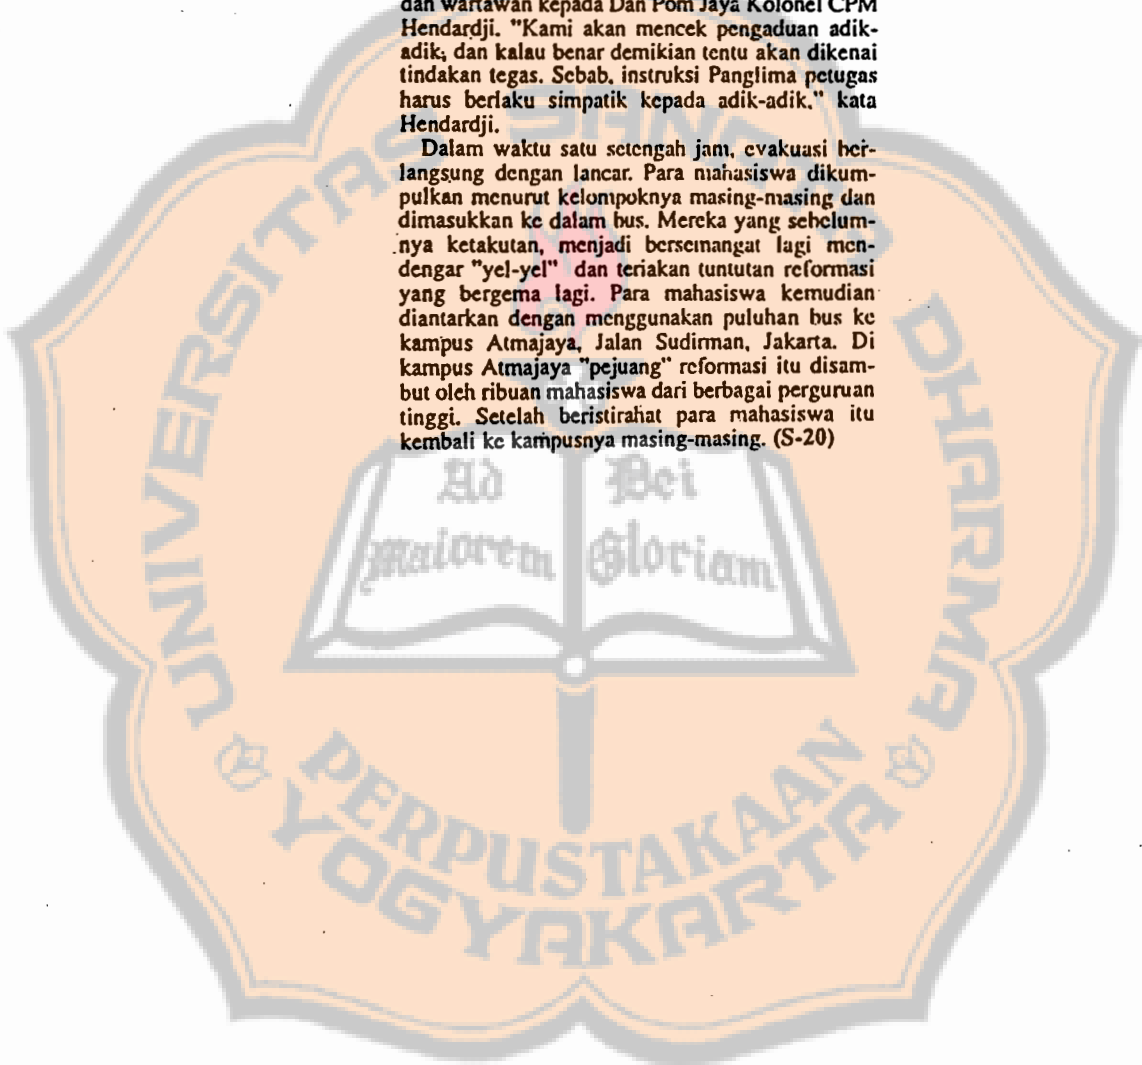 dan wartawan kepada Dan Pom Jaya Kolonel CPM
Hendardji. "Kami akan mencek pengaduan adik-
adik, dan kalau benar demikian tentu akan dikenai
tindakan tegas. Sebab, instruksi Panglima petugas
harus berlaku simpatik kepada adik-adik." kata
Hendardji.
Dalam waktu satu setengah jam, evakuasi ber-
langsung dengan lancar. Para mahasiswa dikum-
pulkan menurut kelompoknya masing-masing dan
dimasukkan ke dalam bus. Mereka yang sebelum-
nya ketakutan, menjadi bersemangat lagi men-
dengar "yel-yel" dan teriakan tuntutan reformasi
yang bergema lagi. Para mahasiswa kemudian
diantarkan dengan menggunakan puluhan bus ke
kampus Atmajaya, Jalan Sudirman, Jakarta. Di
kampus Atmajaya "pejuang" reformasi itu disam-
but oleh ribuan mahasiswa dari berbagai perguruan
tinggi. Setelah beristirahat para mahasiswa itu
kembali ke kampusnya masing-masing. (S-20)
UNIVERSITAS SANATA DHARMA
Ad Dei
maiorem Gloriam
PERPUSTAKAAN
YOGYAKARTA